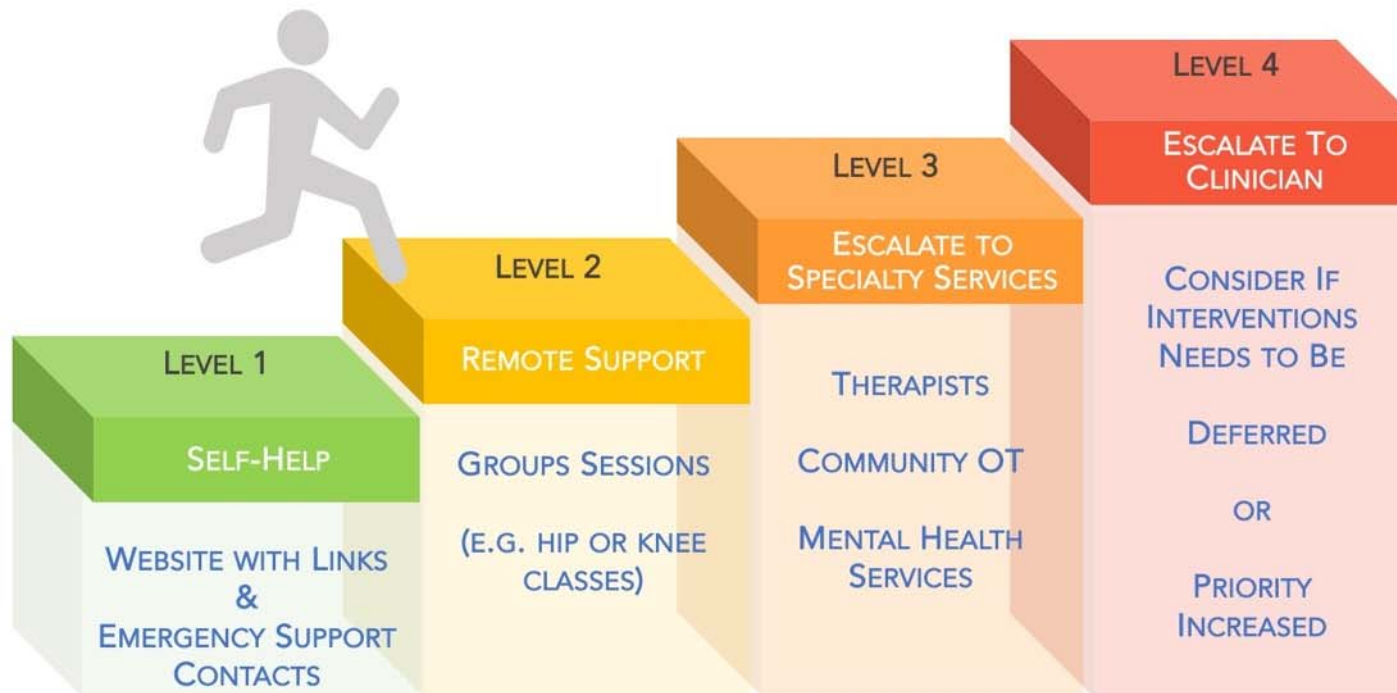 LEVEL 1
SELF-HELP
WEBSITE WITH LINKS
&
EMERGENCY SUPPORT
CONTACTS
LEVEL 2
REMOTE SUPPORT
GROUPS SESSIONS
(E.G. HIP OR KNEE
CLASSES)
LEVEL 3
ESCALATE TO
SPECIALTY SERVICES
THERAPISTS
COMMUNITY OT
MENTAL HEALTH
SERVICES
LEVEL 4
ESCALATE TO
CLINICIAN
CONSIDER IF
INTERVENTIONS
NEEDS TO BE
DEFERRED
OR
PRIORITY
INCREASED